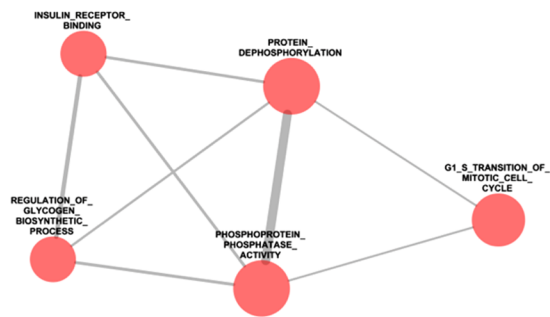 INSULIN_RECEPTOR_
BINDING
PROTEIN_
DEPHOSPHORYLATION
G1_S_TRANSITION_OF_
MITOTIC_CELL_
CYCLE
REGULATION_OF_
GLYCOGEN_
BIOSYNTHETIC_
PROCESS
PHOSPHOPROTEIN_
PHOSPHATASE_
ACTIVITY